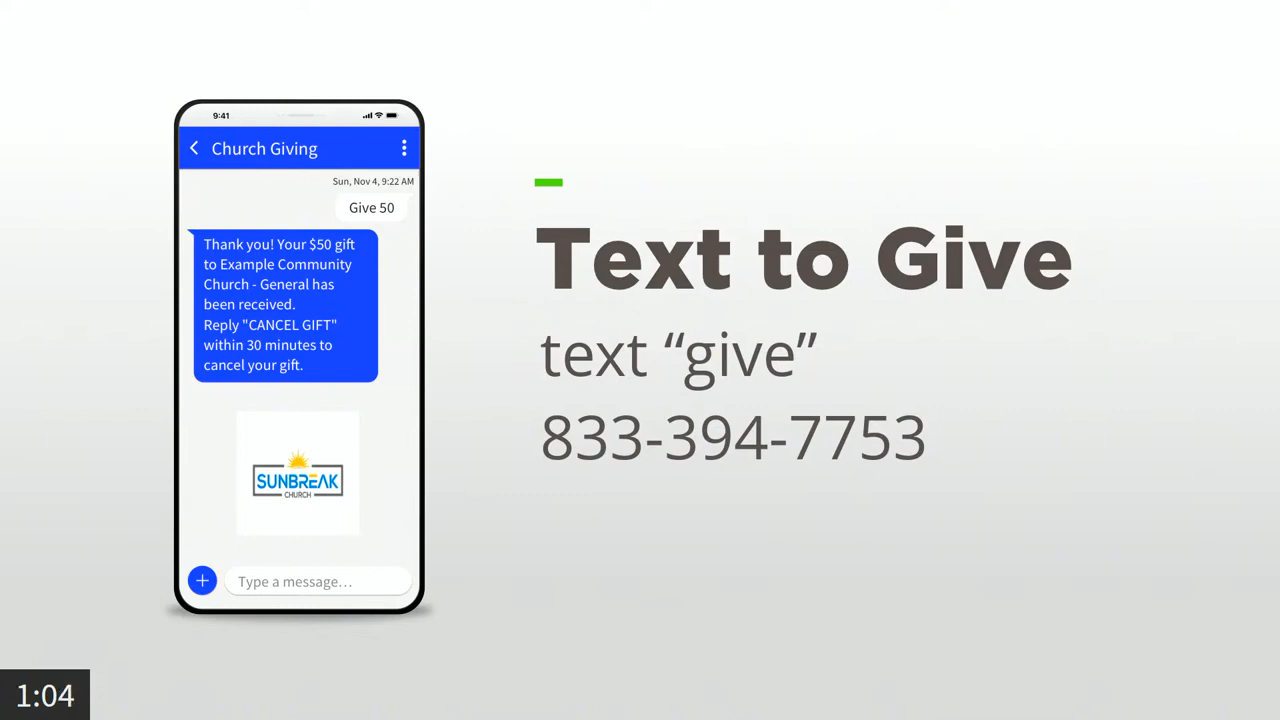 9:41
Church Giving
Sun, Nov 4, 9:22 AM
Give 50
Thank you! Your $50 gift
to Example Community
Church - General has
been received.
Reply "CANCEL GIFT"
within 30 minutes to
cancel your gift.
SUNBREAK
CHURCH
Type a message…
Text to Give
text “give”
833-394-7753
1:04